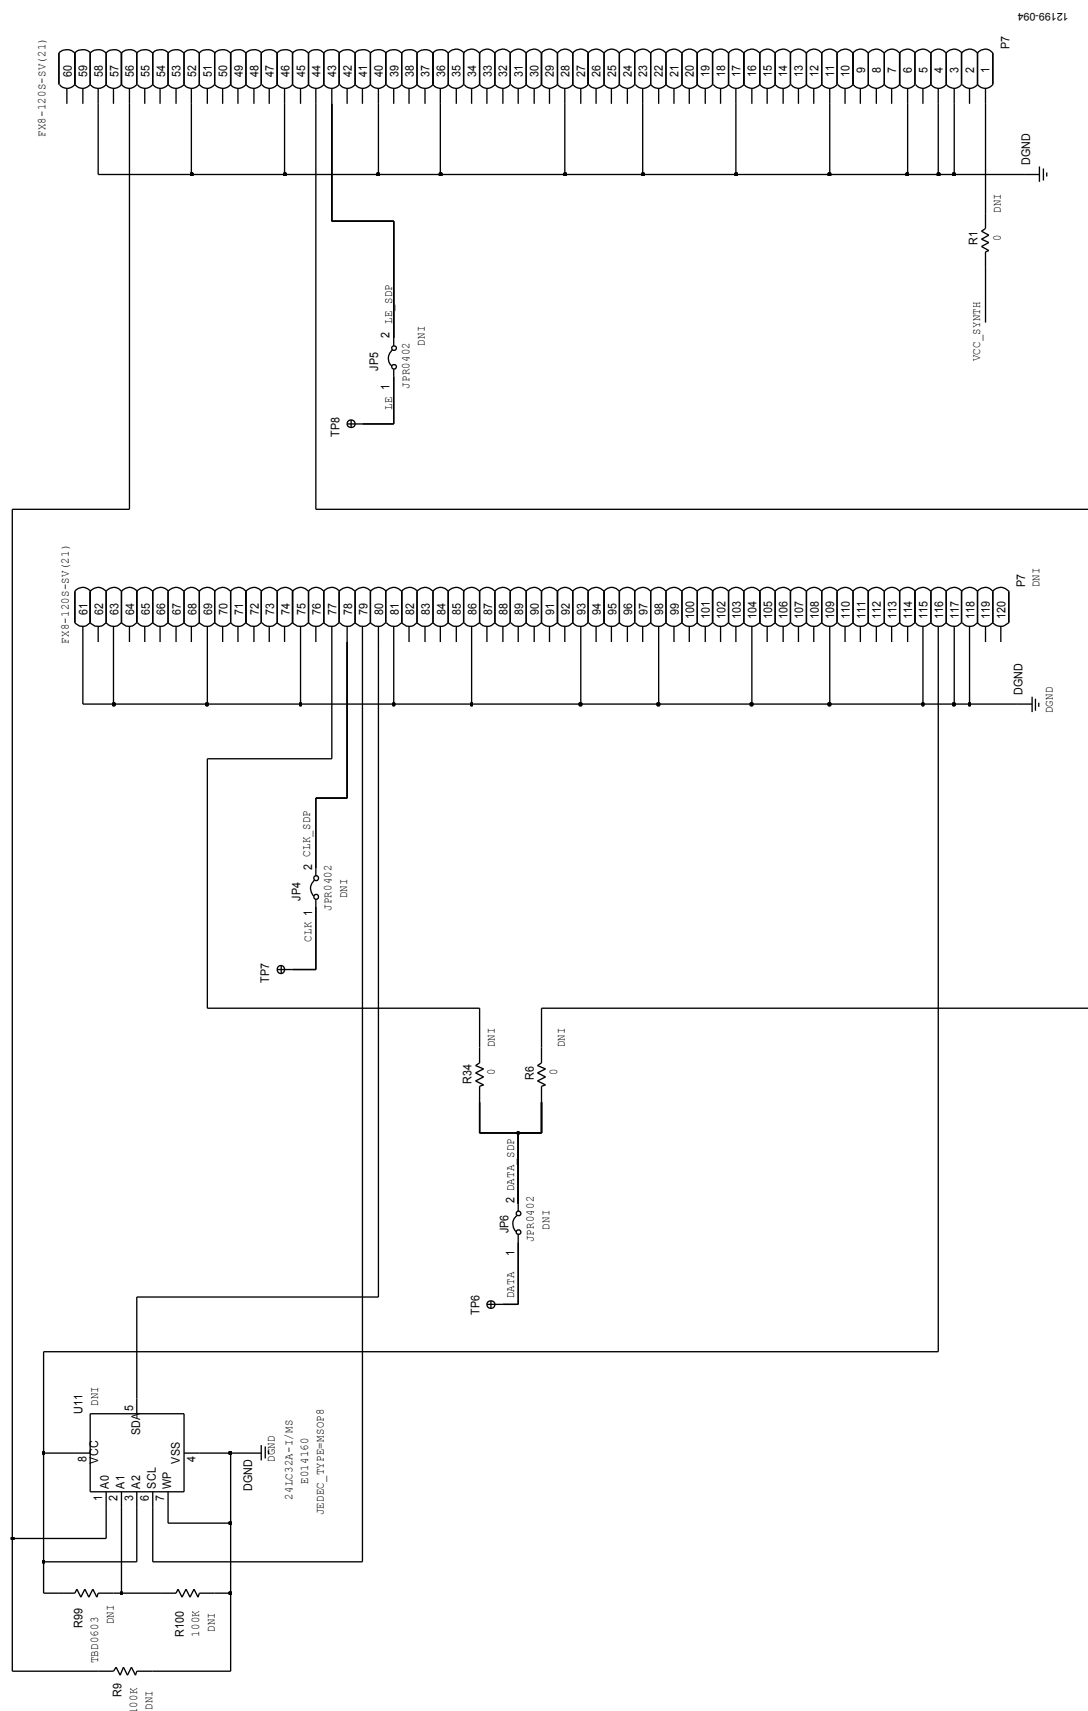 12199-094
FX8-120S-SV(21)
60
59
58
57
56
55
54
53
52
51
50
49
48
47
46
45
44
43
42
41
40
39
38
37
36
35
34
33
32
31
30
29
28
27
26
25
24
23
22
21
20
19
18
17
16
15
14
13
12
11
10
9
8
7
6
5
4
3
2
1
P7
DGND
R1
0
DNI
VCC_SYNTH
LE_SDP
2
JP5
JPR0402
DNI
LE
1
TP8
FX8-120S-SV(21)
61
62
63
64
65
66
67
68
69
70
71
72
73
74
75
76
77
78
79
80
81
82
83
84
85
86
87
88
89
90
91
92
93
94
95
96
97
98
99
100
101
102
103
104
105
106
107
108
109
110
111
112
113
114
115
116
117
118
119
120
P7
DNI
DGND
DGND
CLK_SDP
2
JP4
JPR0402
DNI
CLK
1
TP7
R34
0
DNI
R6
0
DNI
DATA_SDP
2
JP6
JPR0402
DNI
1
DATA
TP6
U11
DNI
5
SDA
8
VCC
VSS
4
A0
A1
A2
SCL
WP
1
2
3
6
7
DGND
DGND
24LC32A-I/MS
E014160
JEDEC_TYPE=MSOP8
R99
TBD0603
DNI
R100
100K
DNI
R9
100K
DNI